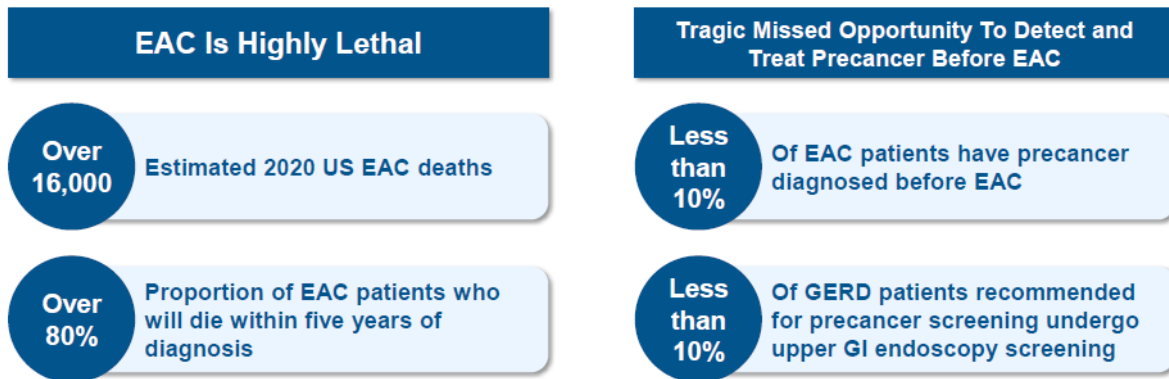 EAC Is Highly Lethal
Over
16,000
Estimated 2020 US EAC deaths
Over
80%
Proportion of EAC patients who
will die within five years of
diagnosis
Tragic Missed Opportunity To Detect and
Treat Precancer Before EAC
Less
than
10%
Of EAC patients have precancer
diagnosed before EAC
Less
than
10%
Of GERD patients recommended
for precancer screening undergo
upper GI endoscopy screening